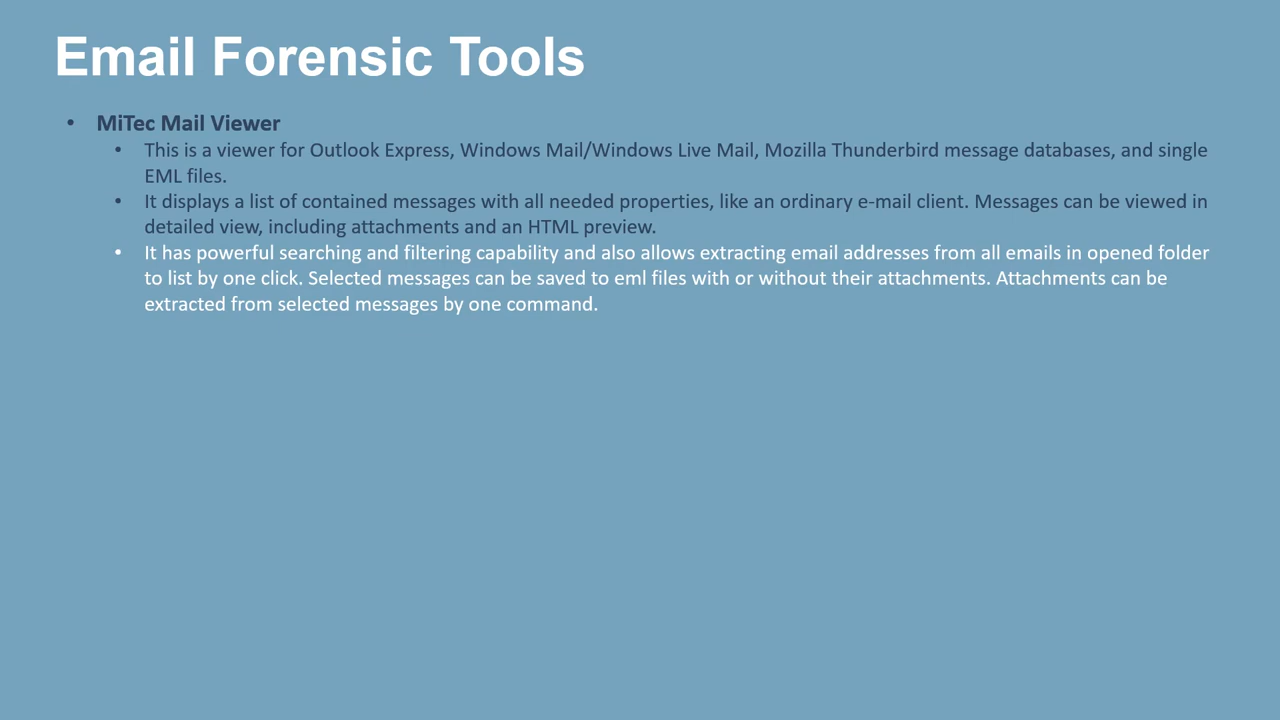 Email Forensic Tools
• MiTec Mail Viewer
• This is a viewer for Outlook Express, Windows Mail/Windows Live Mail, Mozilla Thunderbird message databases, and single
EML files.
• It displays a list of contained messages with all needed properties, like an ordinary e-mail client. Messages can be viewed in
detailed view, including attachments and an HTML preview.
• It has powerful searching and filtering capability and also allows extracting email addresses from all emails in opened folder
to list by one click. Selected messages can be saved to eml files with or without their attachments. Attachments can be
extracted from selected messages by one command.